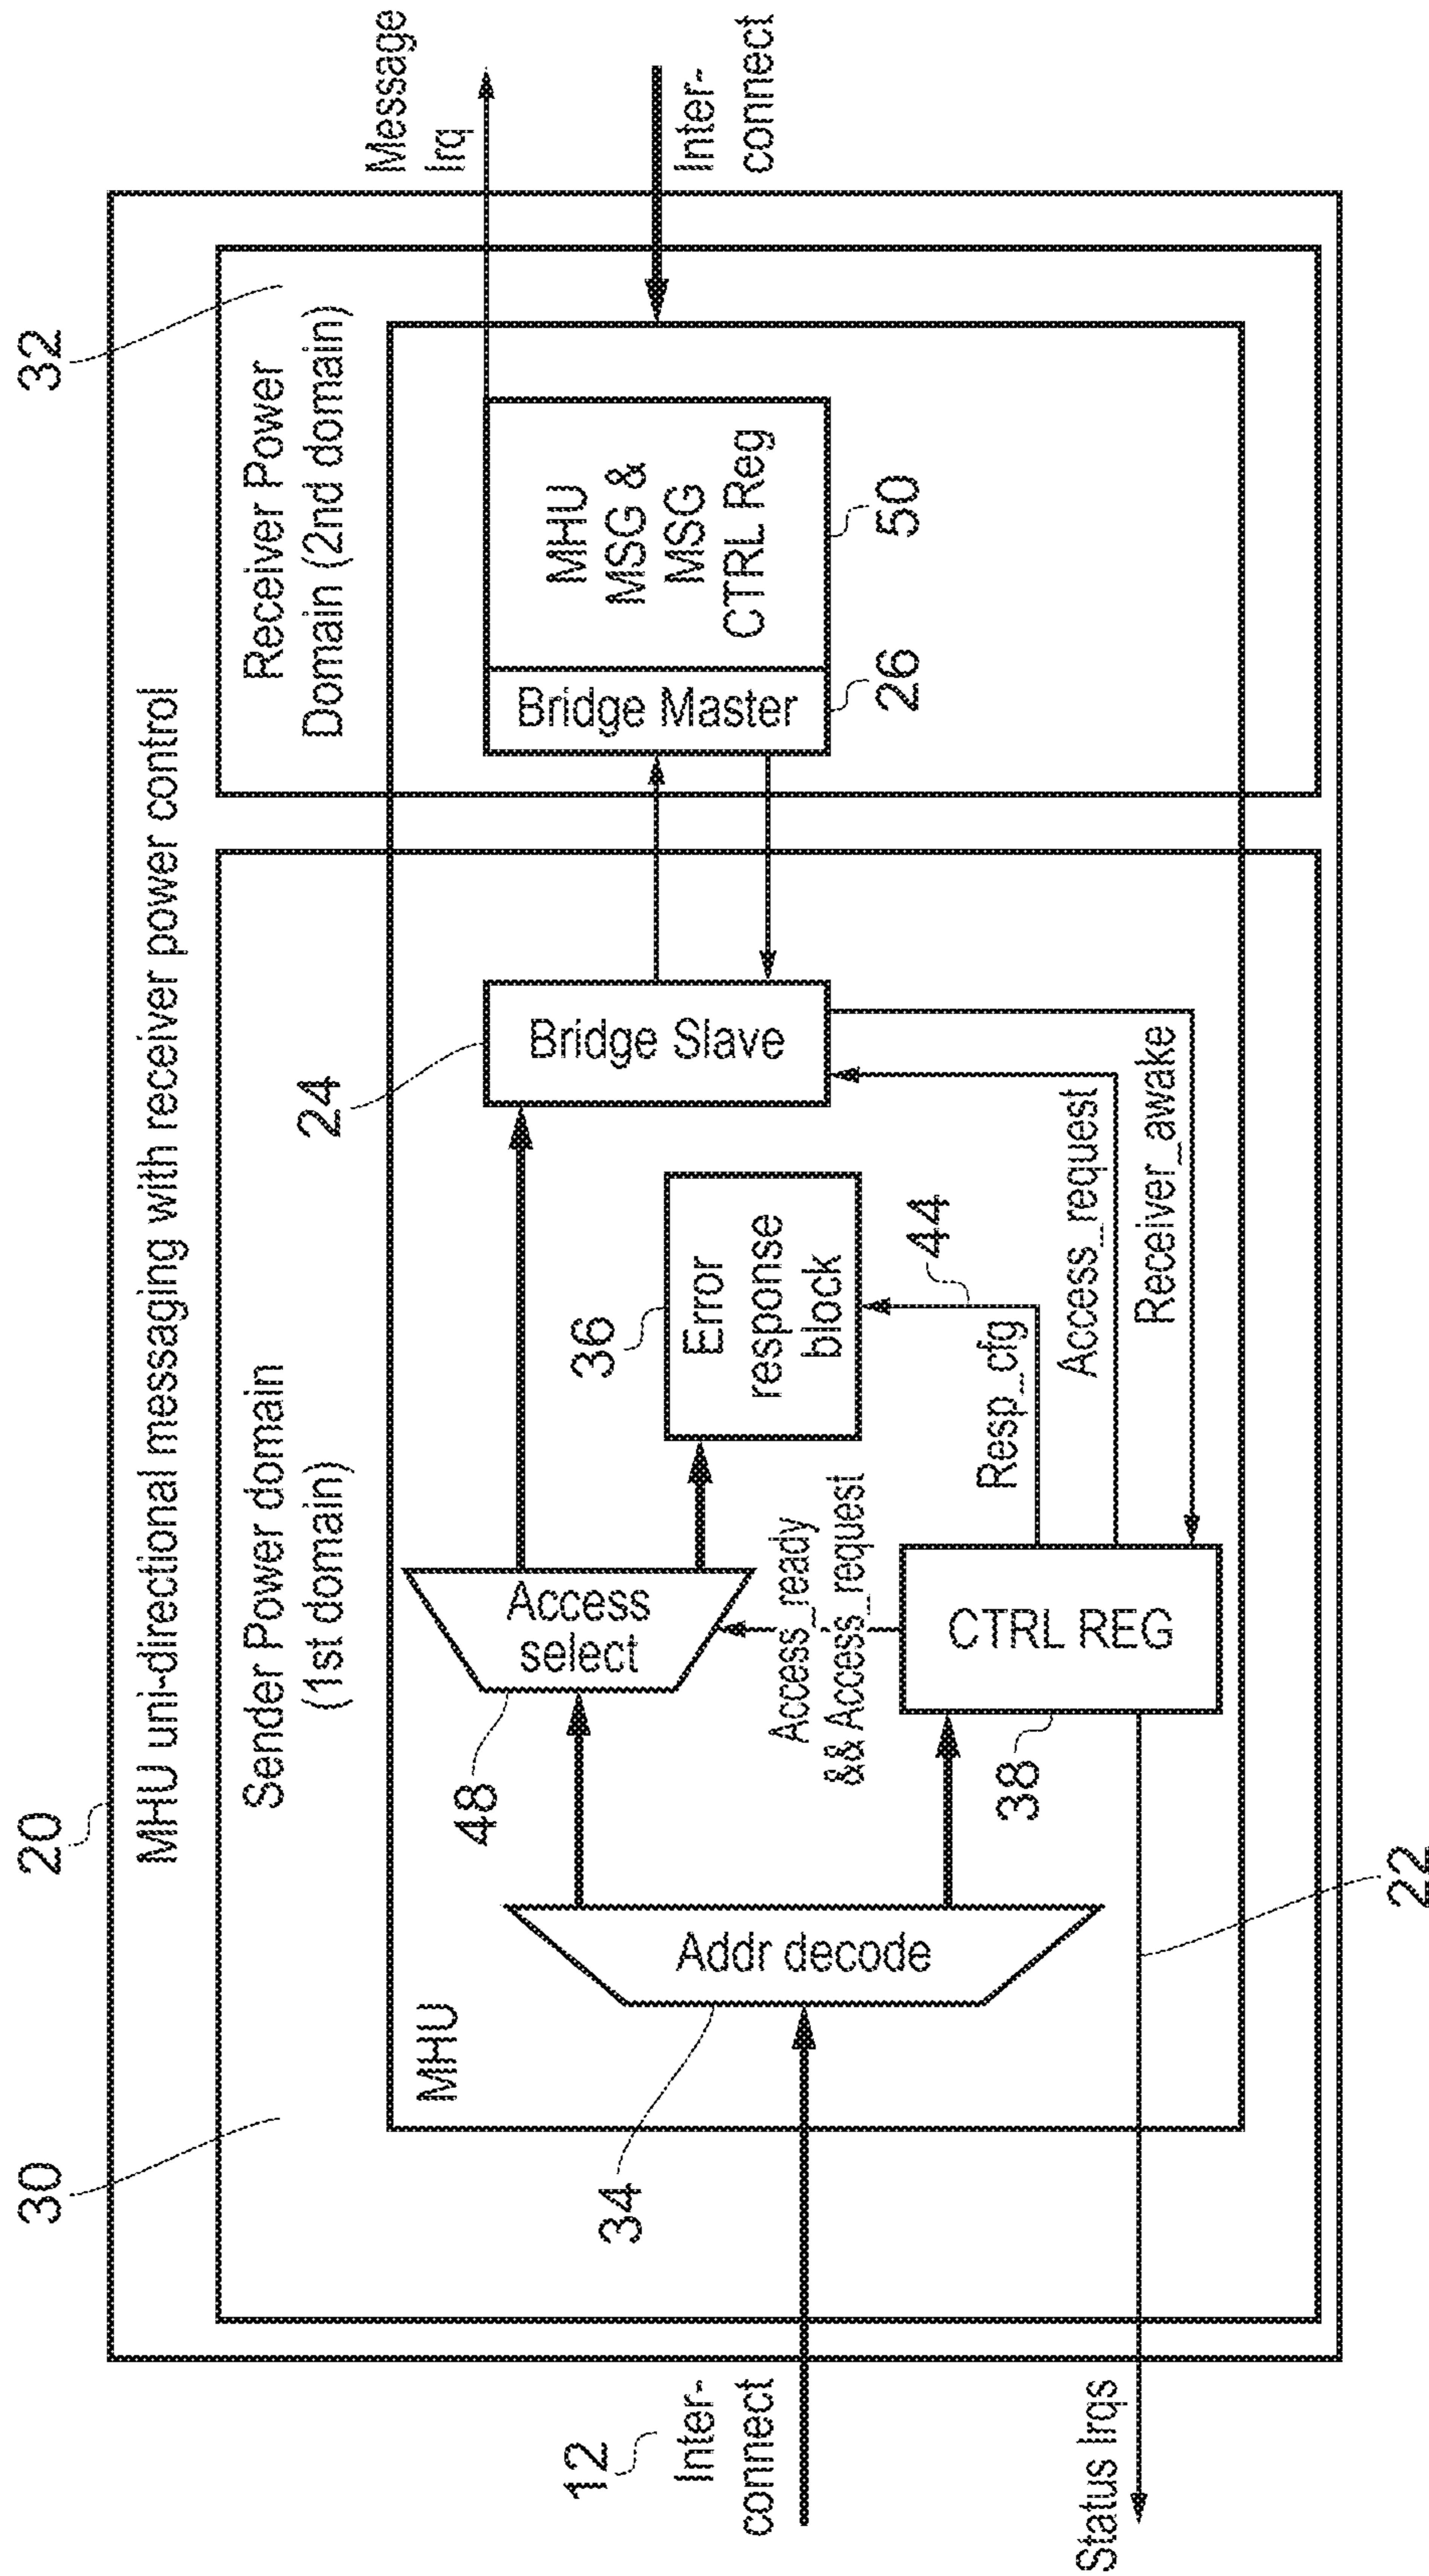 20
MHU uni-directional messaging with receiver power control
30
Sender Power domain
(1st domain)
32
Receiver Power
Domain (2nd domain)
MHU
12
Inter-
connect
34
Addr decode
48
Access
select
Access_ready
&& Access_request
38
CTRL REG
36
Error
response
block
Resp_cfg
44
Access_request
Receiver_awake
24
Bridge Slave
Bridge Master
26
MHU
MSG &
MSG
CTRL Reg
50
Message
Irq
Inter-
connect
Status Irqs
22